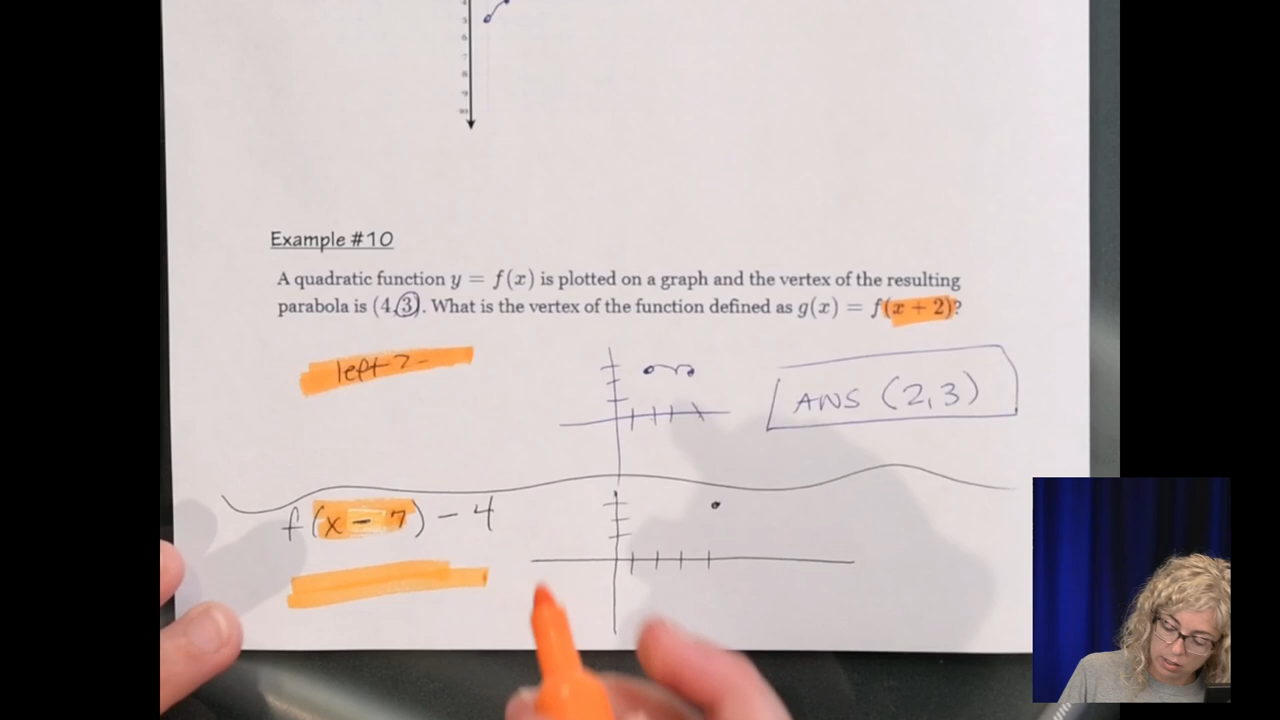 Example #10
A quadratic function y = f(x) is plotted on a graph and the vertex of the resulting
parabola is (4,3). What is the vertex of the function defined as g(x) = f(x + 2)?
left 2
ANS (2,3)
f(x - 7) - 4